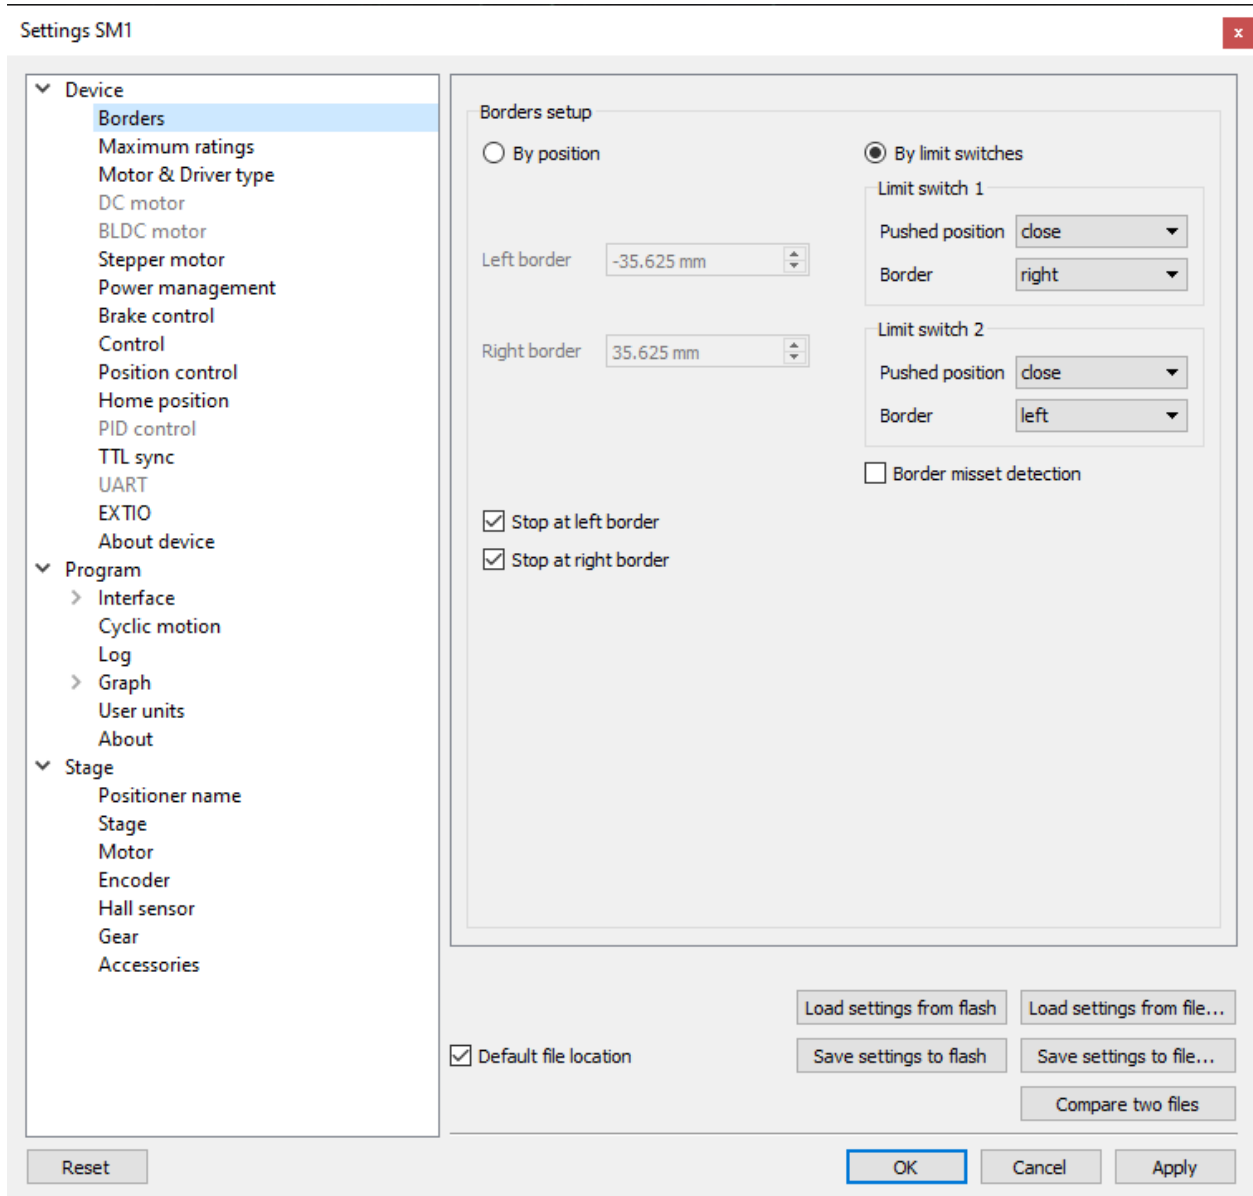 Settings SM1
x
Device
Borders
Maximum ratings
Motor & Driver type
DC motor
BLDC motor
Stepper motor
Power management
Brake control
Control
Position control
Home position
PID control
TTL sync
UART
EXTIO
About device
Program
Interface
Cyclic motion
Log
Graph
User units
About
Stage
Positioner name
Stage
Motor
Encoder
Hall sensor
Gear
Accessories
Borders setup
By position
Left border -35.625 mm
Right border 35.625 mm
By limit switches
Limit switch 1
Pushed position close
Border right
Limit switch 2
Pushed position close
Border left
Border misset detection
Stop at left border
Stop at right border
Load settings from flash Load settings from file...
Default file location Save settings to flash Save settings to file...
Compare two files
Reset OK Cancel Apply